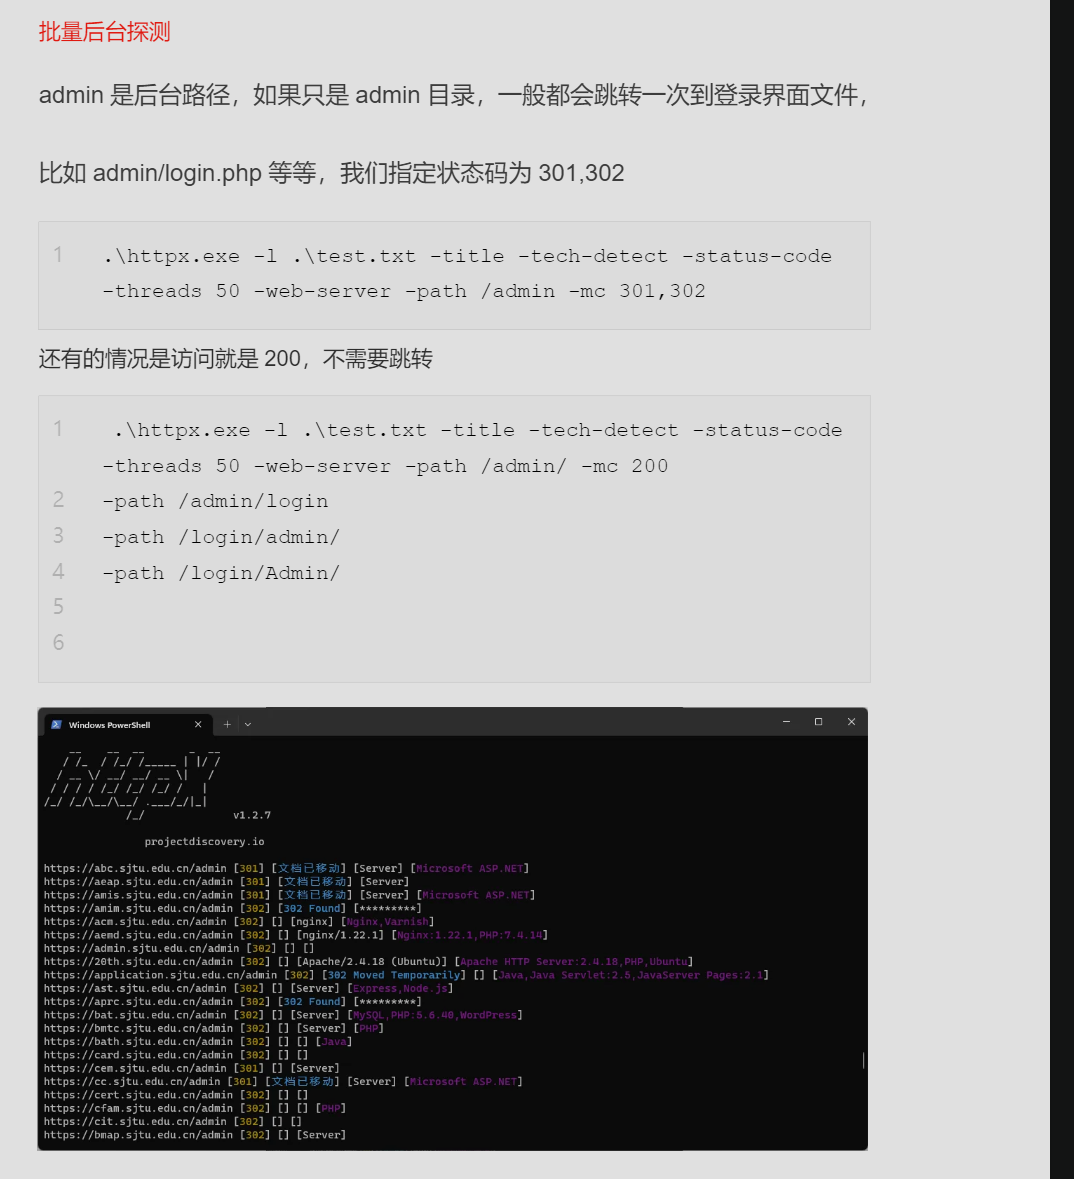 批量后台探测
admin 是后台路径，如果只是 admin 目录，一般都会跳转一次到登录界面文件，
比如 admin/login.php 等等，我们指定状态码为 301,302
1 .\httpx.exe -l .\test.txt -title -tech-detect -status-code
-threads 50 -web-server -path /admin -mc 301,302
还有的情况是访问就是 200，不需要跳转
1 .\httpx.exe -l .\test.txt -title -tech-detect -status-code
-threads 50 -web-server -path /admin/ -mc 200
2 -path /admin/login
3 -path /login/admin/
4 -path /login/Admin/
5
6
Windows PowerShell
v1.2.7
projectdiscovery.io
https://abc.sjtu.edu.cn/admin [301] [文档已移动] [Server] [Microsoft ASP.NET]
https://aeap.sjtu.edu.cn/admin [301] [文档已移动] [Server]
https://amis.sjtu.edu.cn/admin [301] [文档已移动] [Server] [Microsoft ASP.NET]
https://amim.sjtu.edu.cn/admin [302] [302 Found] [*********]
https://acm.sjtu.edu.cn/admin [302] [] [nginx] [Nginx,Varnish]
https://aemd.sjtu.edu.cn/admin [302] [] [nginx/1.22.1] [Nginx:1.22.1,PHP:7.4.14]
https://admin.sjtu.edu.cn/admin [302] [] []
https://20th.sjtu.edu.cn/admin [302] [] [Apache/2.4.18 (Ubuntu)] [Apache HTTP Server:2.4.18,PHP,Ubuntu]
https://application.sjtu.edu.cn/admin [302] [302 Moved Temporarily] [] [Java,Java Servlet:2.5,JavaServer Pages:2.1]
https://ast.sjtu.edu.cn/admin [302] [] [Server] [Express,Node.js]
https://aprc.sjtu.edu.cn/admin [302] [302 Found] [*********]
https://bat.sjtu.edu.cn/admin [302] [] [Server] [MySQL,PHP:5.6.40,WordPress]
https://bmtc.sjtu.edu.cn/admin [302] [] [Server] [PHP]
https://bath.sjtu.edu.cn/admin [302] [] [] [Java]
https://card.sjtu.edu.cn/admin [302] [] []
https://cem.sjtu.edu.cn/admin [301] [] [Server]
https://cc.sjtu.edu.cn/admin [301] [文档已移动] [Server] [Microsoft ASP.NET]
https://cert.sjtu.edu.cn/admin [302] [] []
https://cfam.sjtu.edu.cn/admin [302] [] [] [PHP]
https://cit.sjtu.edu.cn/admin [302] [] []
https://bmap.sjtu.edu.cn/admin [302] [] [Server]